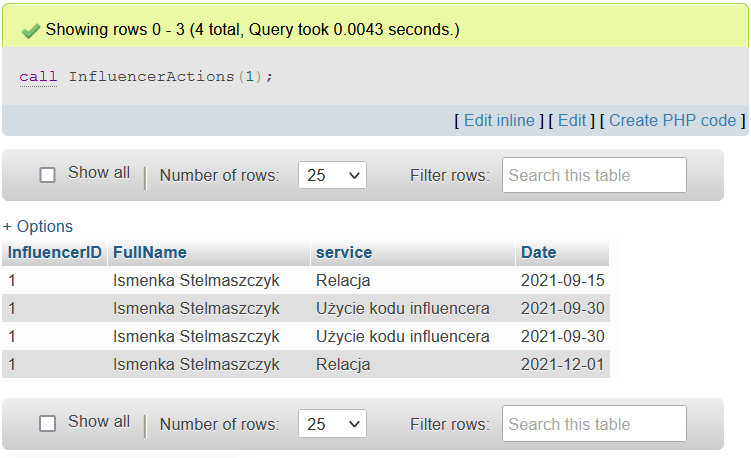 Showing rows 0 - 3 (4 total, Query took 0.0043 seconds.)
call InfluencerActions(1);
[ Edit inline ] [ Edit ] [ Create PHP code ]
Show all | Number of rows: 25 Filter rows: Search this table
+ Options
InfluencerID FullName service Date
1 Ismenka Stelmaszczyk Relacja 2021-09-15
1 Ismenka Stelmaszczyk Użycie kodu influencera 2021-09-30
1 Ismenka Stelmaszczyk Użycie kodu influencera 2021-09-30
1 Ismenka Stelmaszczyk Relacja 2021-12-01
Show all | Number of rows: 25 Filter rows: Search this table